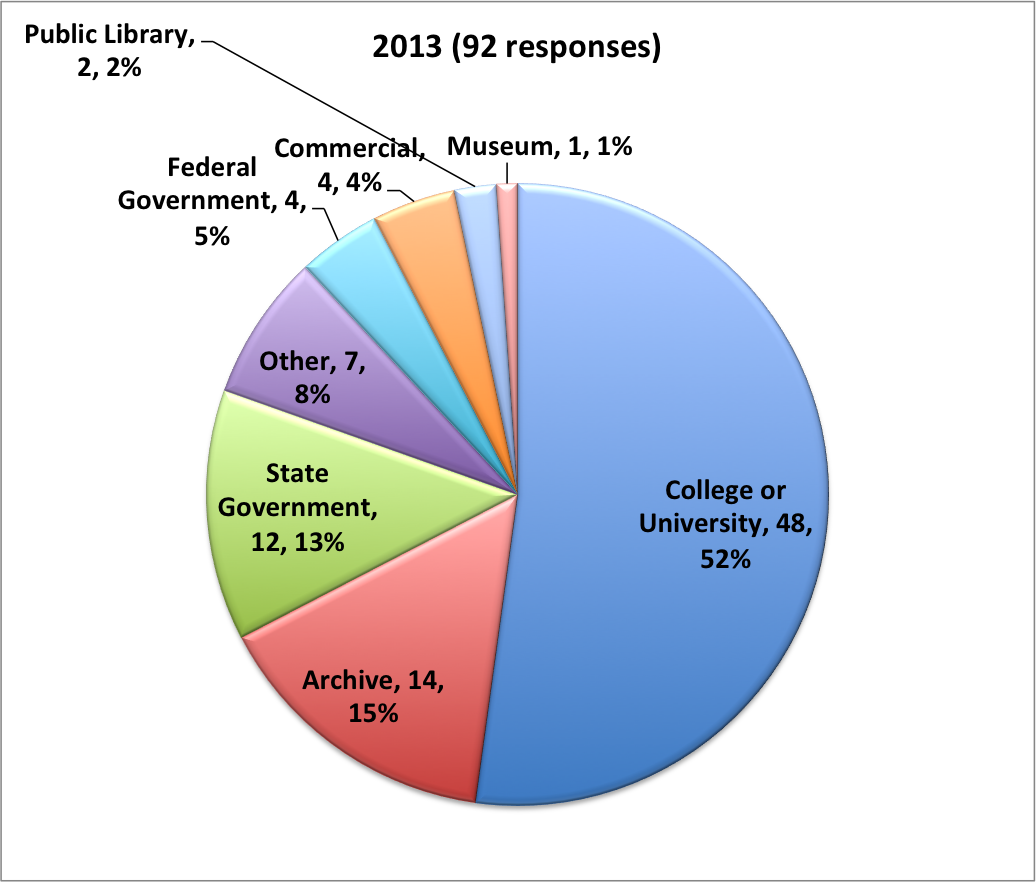 2013 (92 responses)
Public Library,
2, 2%
Museum, 1, 1%
Commercial,
4, 4%
Federal
Government, 4,
5%
Other, 7,
8%
State
Government,
12, 13%
College or
University, 48,
52%
Archive, 14,
15%